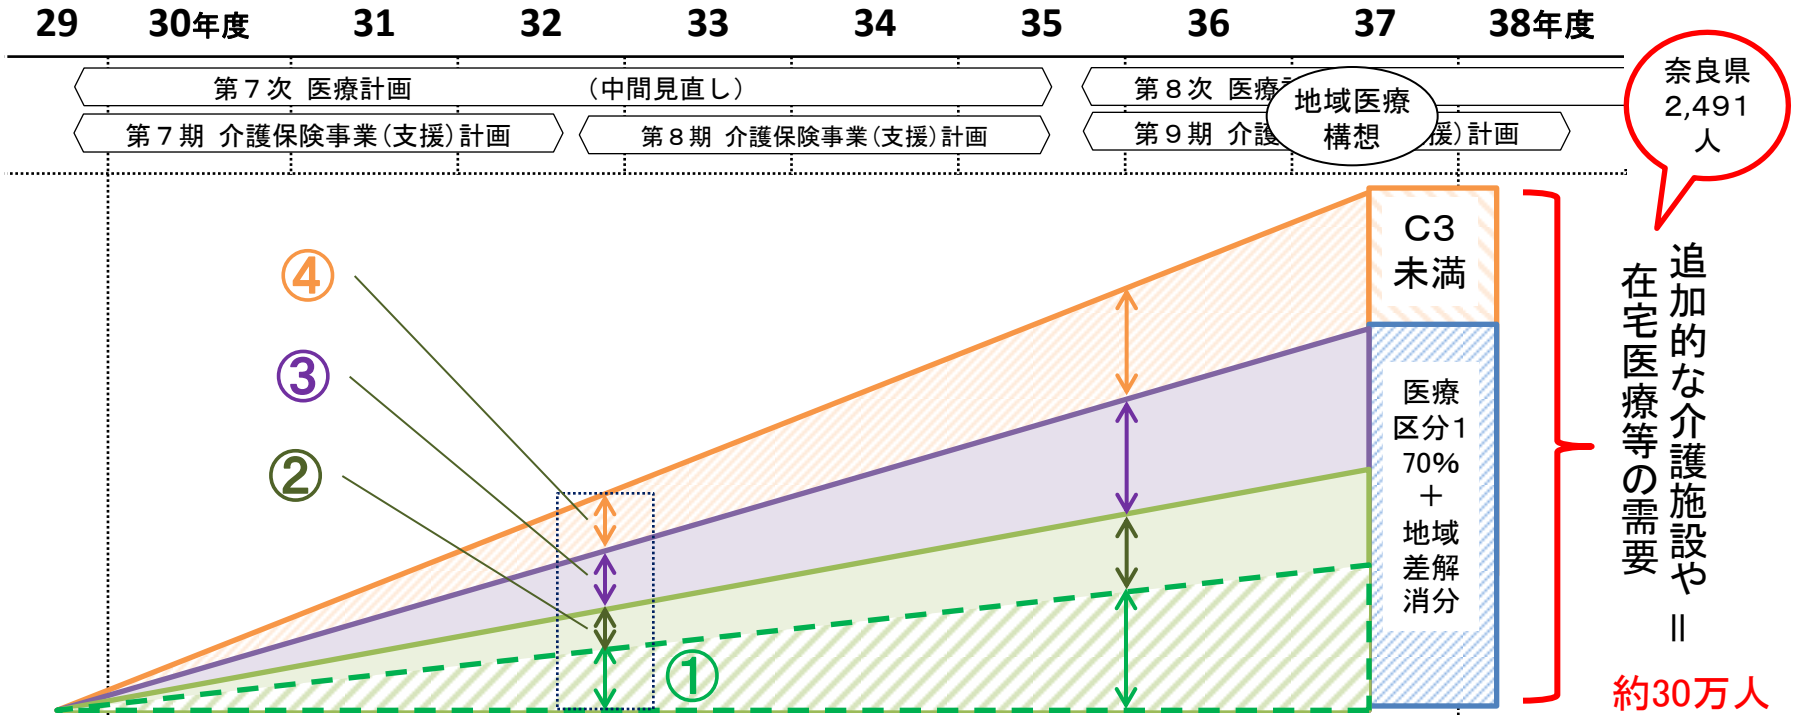 29 30年度 31 32 33 34 35 36 37 38年度
第7次 医療計画 （中間見直し）
第8次 医療
第7期 介護保険事業（支援）計画
第8期 介護保険事業（支援）計画
第9期 介護
援）計画
地域医療
構想
奈良県
2,491
人
C3
未満
④
③
②
①
医療
区分1
70%
＋
地域
差解
消分
追加的な介護施設や
在宅医療等の需要
＝
約30万人